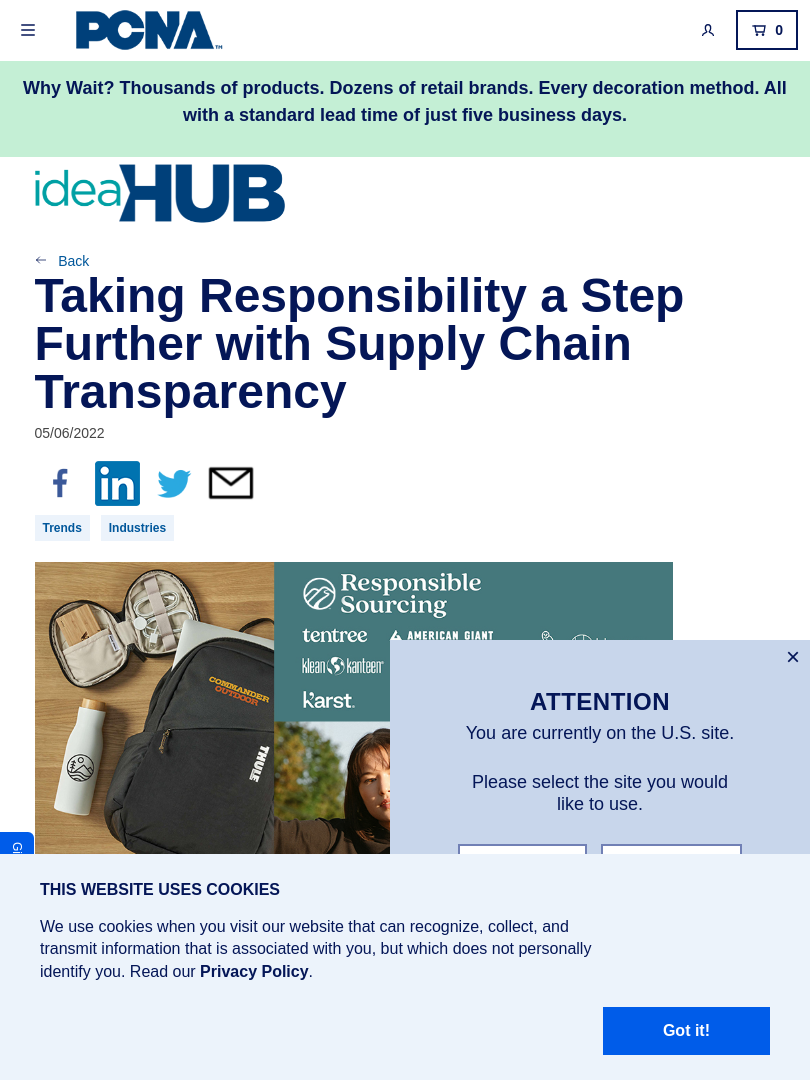 PCNA
TM
0
Why Wait? Thousands of products. Dozens of retail brands. Every decoration method. All
with a standard lead time of just five business days.
ideaHUB
Back
Taking Responsibility a Step
Further with Supply Chain
Transparency
05/06/2022
Trends
Industries
Responsible
Sourcing
tentree
AMERICAN GIANT
klean kanteen
karst
COMMANDER
OUTDOOR
THULE
ATTENTION
You are currently on the U.S. site.
Please select the site you would
like to use.
THIS WEBSITE USES COOKIES
We use cookies when you visit our website that can recognize, collect, and
transmit information that is associated with you, but which does not personally
identify you. Read our Privacy Policy.
Got it!